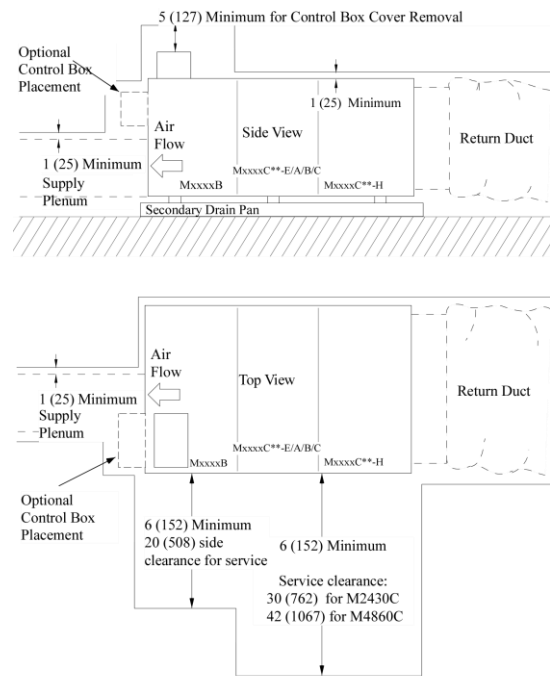 5 (127) Minimum for Control Box Cover Removal
Optional
Control Box
Placement
1 (25) Minimum
Air
Flow
Side View
Return Duct
1 (25) Minimum
Supply
Plenum
MxxxxC**-E/A/B/C
MxxxxB
MxxxxC**-H
Secondary Drain Pan
Air
Flow
Top View
Return Duct
1 (25) Minimum
Supply
Plenum
MxxxxC**-E/A/B/C
MxxxxB
MxxxxC**-H
Optional
Control Box
Placement
6 (152) Minimum
20 (508) side
clearance for service
6 (152) Minimum
Service clearance:
30 (762) for M2430C
42 (1067) for M4860C